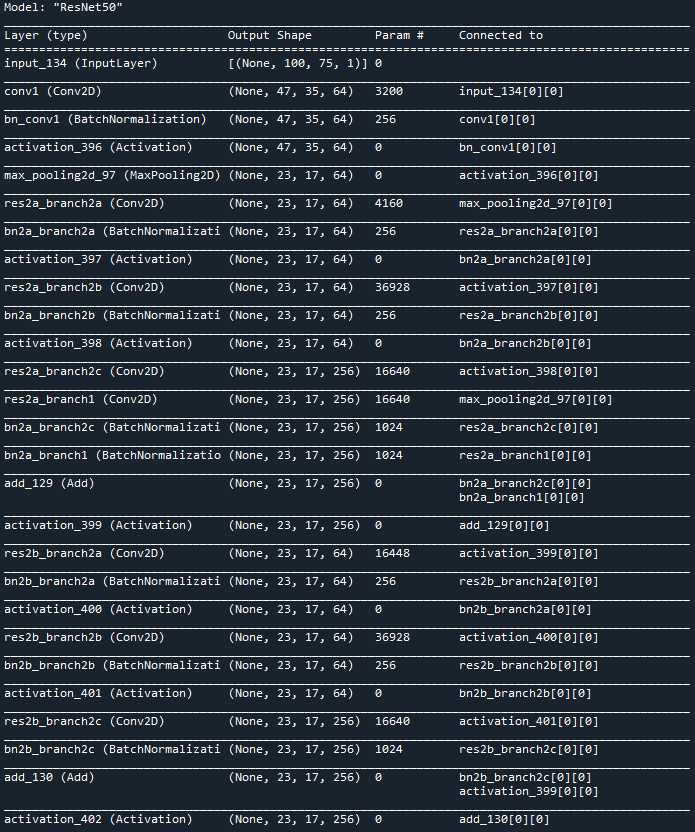 Model: "ResNet50"
Layer (type) Output Shape Param # Connected to
input_134 (InputLayer) [(None, 100, 75, 1)] 0
conv1 (Conv2D) (None, 47, 35, 64) 3200 input_134[0][0]
bn_conv1 (BatchNormalization) (None, 47, 35, 64) 256 conv1[0][0]
activation_396 (Activation) (None, 47, 35, 64) 0 bn_conv1[0][0]
max_pooling2d_97 (MaxPooling2D) (None, 23, 17, 64) 0 activation_396[0][0]
res2a_branch2a (Conv2D) (None, 23, 17, 64) 4160 max_pooling2d_97[0][0]
bn2a_branch2a (BatchNormalizati (None, 23, 17, 64) 256 res2a_branch2a[0][0]
activation_397 (Activation) (None, 23, 17, 64) 0 bn2a_branch2a[0][0]
res2a_branch2b (Conv2D) (None, 23, 17, 64) 36928 activation_397[0][0]
bn2a_branch2b (BatchNormalizati (None, 23, 17, 64) 256 res2a_branch2b[0][0]
activation_398 (Activation) (None, 23, 17, 64) 0 bn2a_branch2b[0][0]
res2a_branch2c (Conv2D) (None, 23, 17, 256) 16640 activation_398[0][0]
res2a_branch1 (Conv2D) (None, 23, 17, 256) 16640 max_pooling2d_97[0][0]
bn2a_branch2c (BatchNormalizati (None, 23, 17, 256) 1024 res2a_branch2c[0][0]
bn2a_branch1 (BatchNormalizatio (None, 23, 17, 256) 1024 res2a_branch1[0][0]
add_129 (Add) (None, 23, 17, 256) 0 bn2a_branch2c[0][0]
bn2a_branch1[0][0]
activation_399 (Activation) (None, 23, 17, 256) 0 add_129[0][0]
res2b_branch2a (Conv2D) (None, 23, 17, 64) 16448 activation_399[0][0]
bn2b_branch2a (BatchNormalizati (None, 23, 17, 64) 256 res2b_branch2a[0][0]
activation_400 (Activation) (None, 23, 17, 64) 0 bn2b_branch2a[0][0]
res2b_branch2b (Conv2D) (None, 23, 17, 64) 36928 activation_400[0][0]
bn2b_branch2b (BatchNormalizati (None, 23, 17, 64) 256 res2b_branch2b[0][0]
activation_401 (Activation) (None, 23, 17, 64) 0 bn2b_branch2b[0][0]
res2b_branch2c (Conv2D) (None, 23, 17, 256) 16640 activation_401[0][0]
bn2b_branch2c (BatchNormalizati (None, 23, 17, 256) 1024 res2b_branch2c[0][0]
add_130 (Add) (None, 23, 17, 256) 0 bn2b_branch2c[0][0]
activation_399[0][0]
activation_402 (Activation) (None, 23, 17, 256) 0 add_130[0][0]